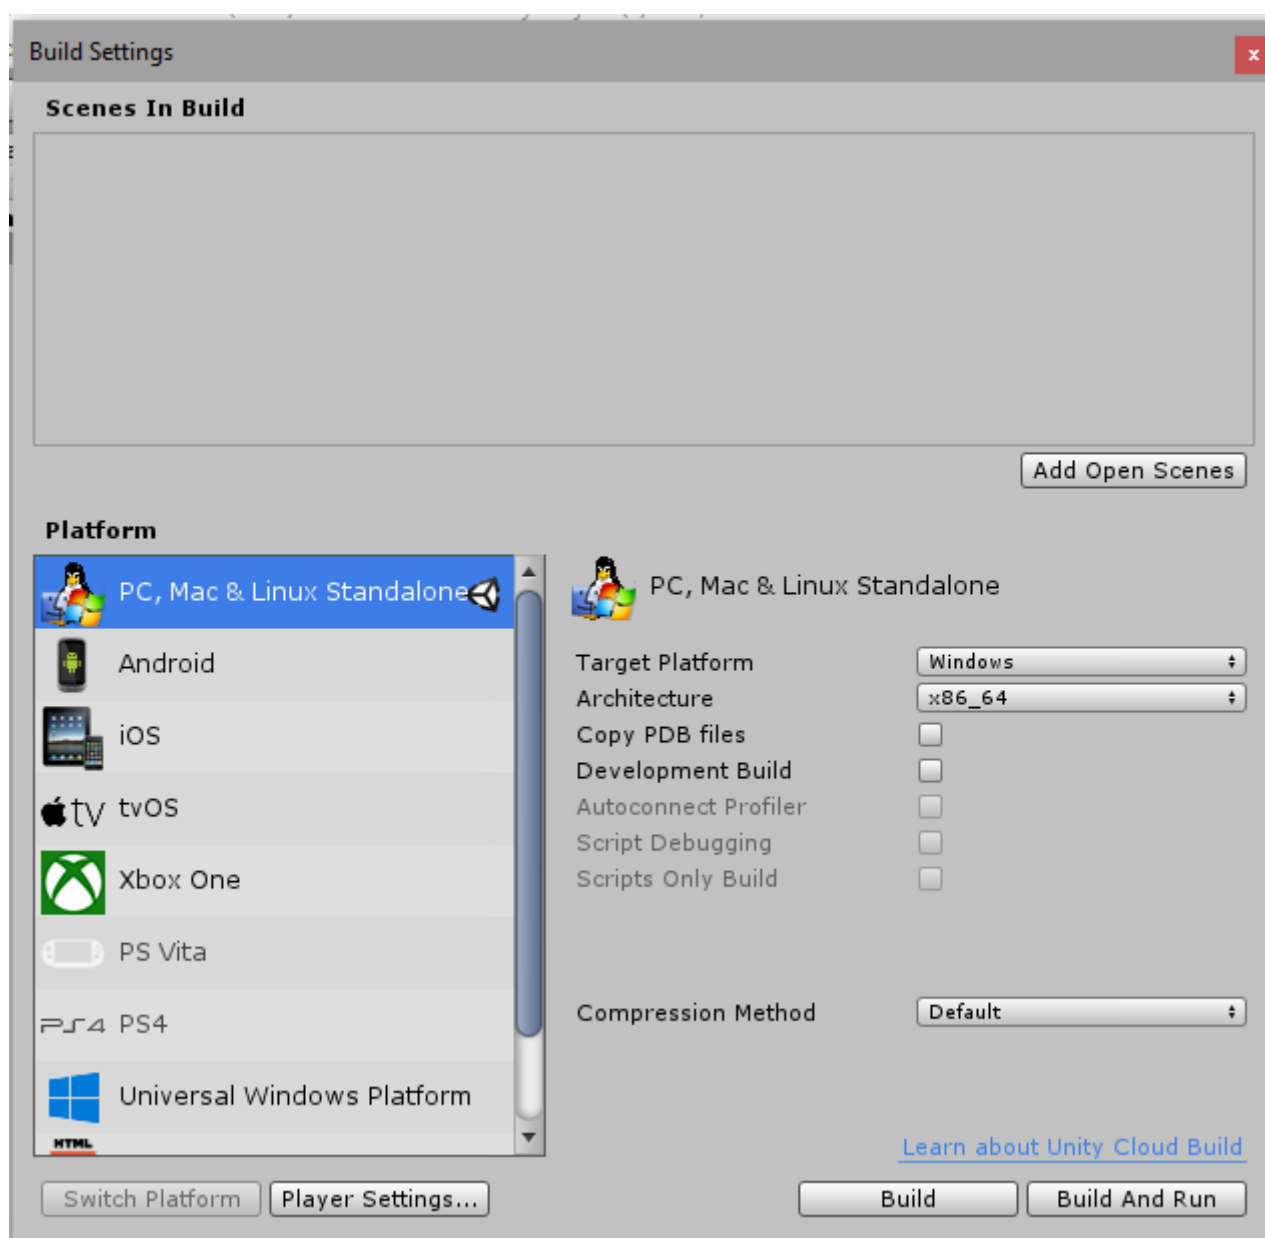 Build Settings
x
Scenes In Build
Add Open Scenes
Platform
PC, Mac & Linux Standalone
Android
iOS
tv tvOS
Xbox One
PS Vita
PS4 PS4
Universal Windows Platform
HTML
Switch Platform
Player Settings...
PC, Mac & Linux Standalone
Target Platform Windows
Architecture x86_64
Copy PDB files
Development Build
Autoconnect Profiler
Script Debugging
Scripts Only Build
Compression Method Default
Learn about Unity Cloud Build
Build
Build And Run